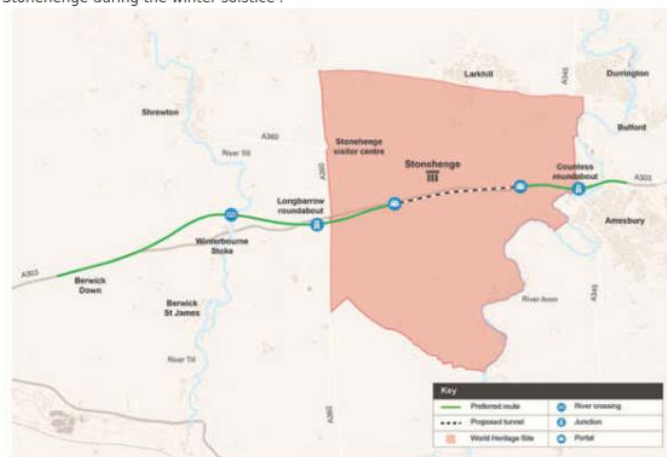 Stonehenge during the winter solstice .
Larkhill
A345
Durrington
Shrewton
Bulford
A360
River Till
Stonehenge
visitor centre
A360
Stonehenge
Countess
roundabout
A303
Longbarrow
roundabout
Amesbury
Winterbourne
Stoke
A303
Berwick
Down
Berwick
St James
River Avon
A345
River Till
A360
Key
Preferred route
River crossing
Proposed tunnel
Junction
World Heritage Site
Portal